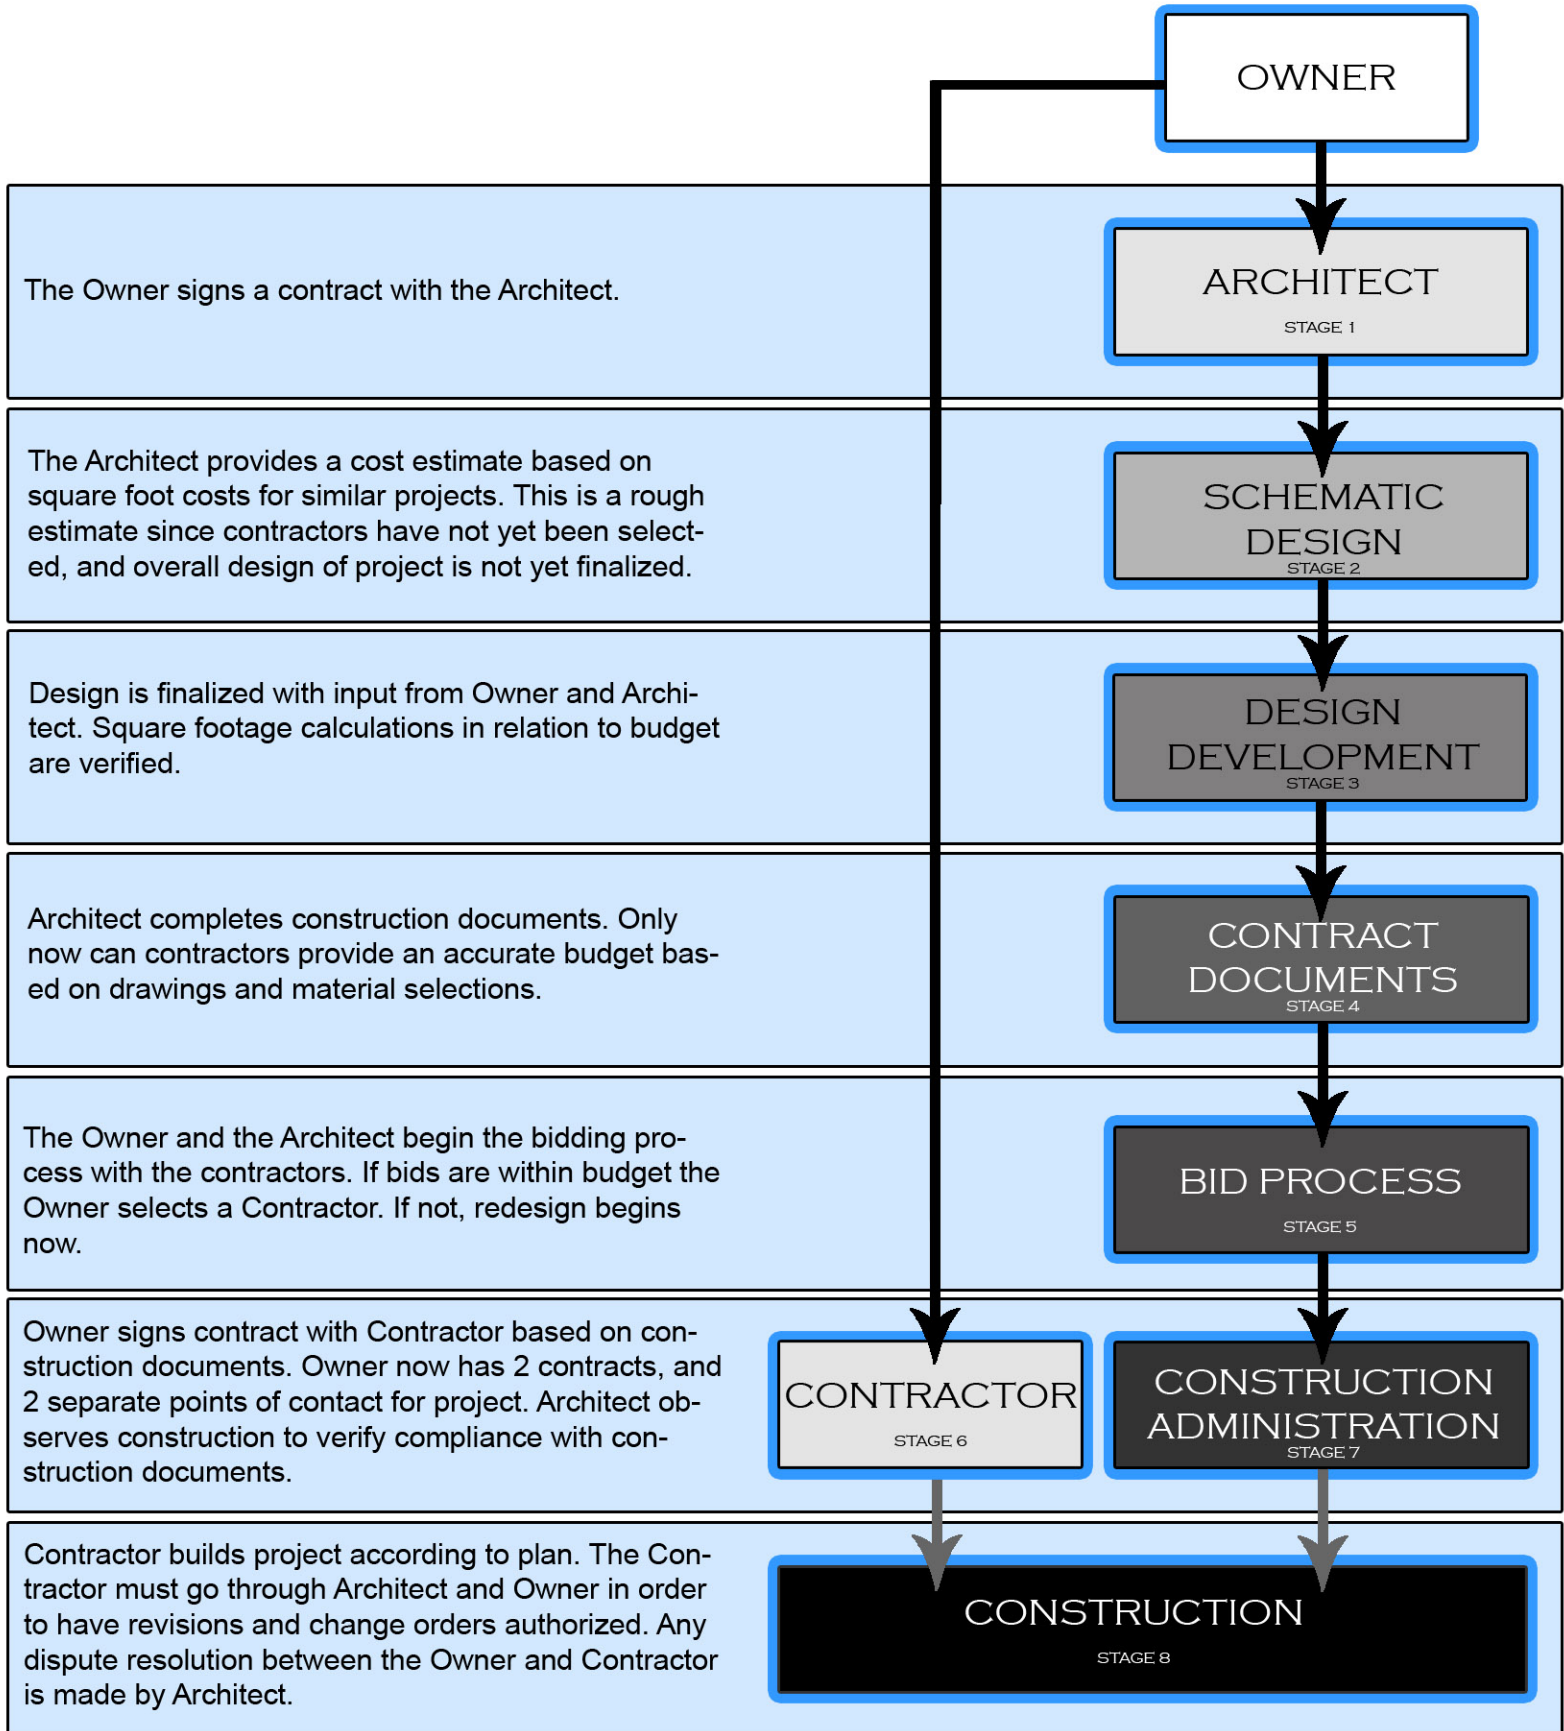 OWNER
The Owner signs a contract with the Architect.
ARCHITECT
STAGE 1
The Architect provides a cost estimate based on
square foot costs for similar projects. This is a rough
estimate since contractors have not yet been select-
ed, and overall design of project is not yet finalized.
SCHEMATIC
DESIGN
STAGE 2
Design is finalized with input from Owner and Archi-
tect. Square footage calculations in relation to budget
are verified.
DESIGN
DEVELOPMENT
STAGE 3
Architect completes construction documents. Only
now can contractors provide an accurate budget bas-
ed on drawings and material selections.
CONTRACT
DOCUMENTS
STAGE 4
The Owner and the Architect begin the bidding pro-
cess with the contractors. If bids are within budget the
Owner selects a Contractor. If not, redesign begins
now.
BID PROCESS
STAGE 5
Owner signs contract with Contractor based on con-
struction documents. Owner now has 2 contracts, and
2 separate points of contact for project. Architect ob-
serves construction to verify compliance with con-
struction documents.
CONTRACTOR
STAGE 6
CONSTRUCTION
ADMINISTRATION
STAGE 7
Contractor builds project according to plan. The Con-
tractor must go through Architect and Owner in order
to have revisions and change orders authorized. Any
dispute resolution between the Owner and Contractor
is made by Architect.
CONSTRUCTION
STAGE 8